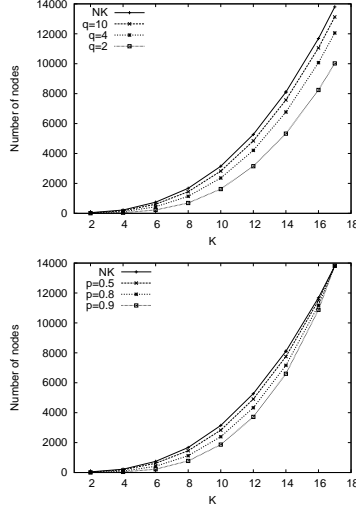 14000
NK
q=10
q=4
q=2
12000
10000
8000
6000
4000
2000
0
Number of nodes
2 4 6 8 10 12 14 16 18
K
14000
NK
p=0.5
p=0.8
p=0.9
12000
10000
8000
6000
4000
2000
0
Number of nodes
2 4 6 8 10 12 14 16 18
K